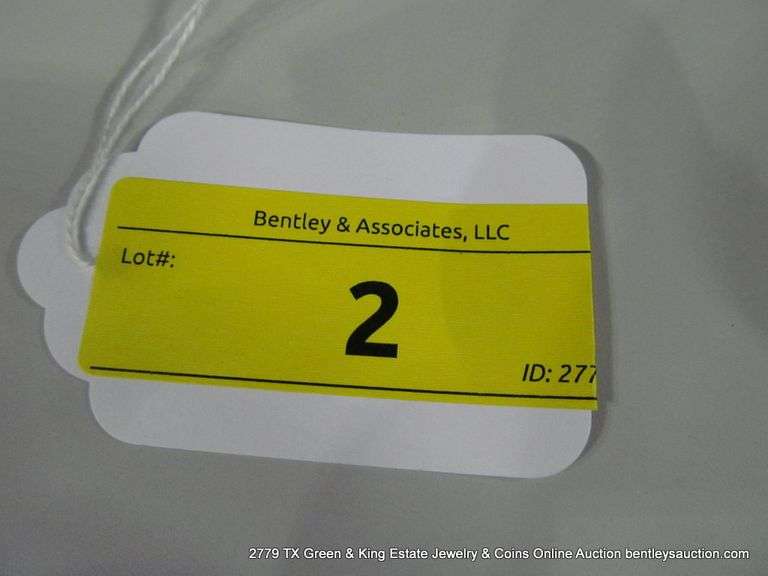 Bentley & Associates, LLC
Lot#:
2
ID: 277
2779 TX Green & King Estate Jewelry & Coins Online Auction bentleysauction.com